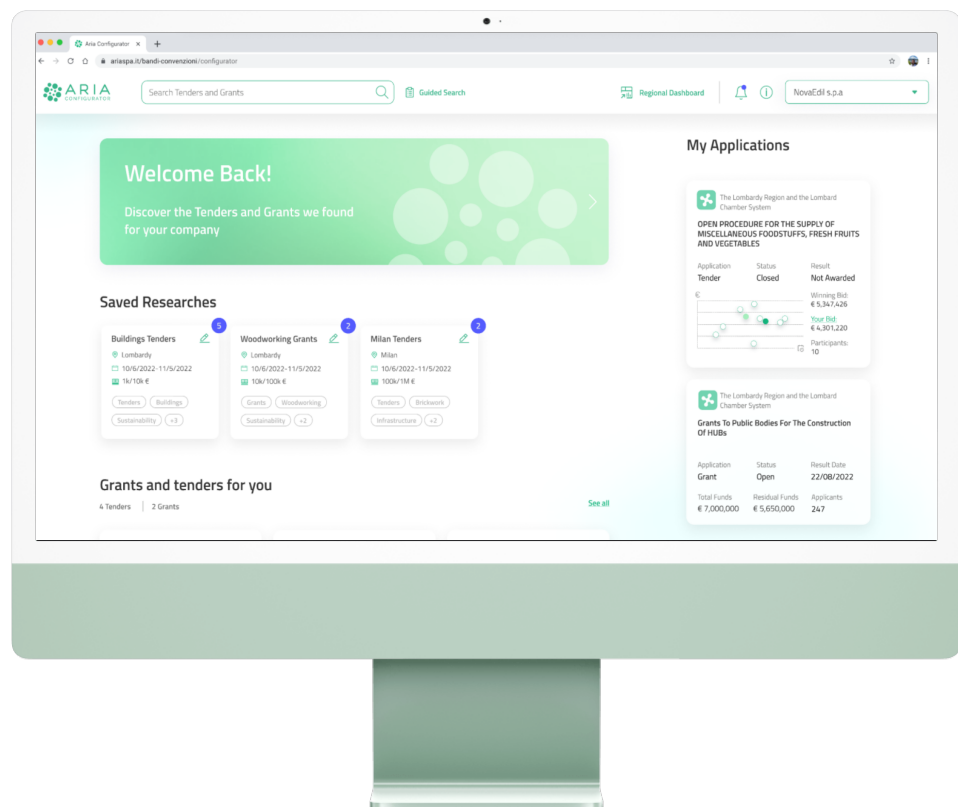 Aria Configurator
ariaspa.it/bandi-convenzioni/configurator
ARIA
CONFIGURATOR
Search Tenders and Grants
Guided Search
Regional Dashboard
NovaEdil s.p.a
Welcome Back!
Discover the Tenders and Grants we found
for your company
Saved Researches
5
Buildings Tenders
Lombardy
10/6/2022-11/5/2022
1k/10k €
Tenders
Buildings
Sustainability
+3
2
Woodworking Grants
Lombardy
10/6/2022-11/5/2022
10k/100k €
Grants
Woodworking
Sustainability
+2
2
Milan Tenders
Milan
10/6/2022-11/5/2022
100k/1M €
Tenders
Brickwork
Infrastructure
+2
Grants and tenders for you
4 Tenders
2 Grants
See all
My Applications
The Lombardy Region and the Lombard
Chamber System
OPEN PROCEDURE FOR THE SUPPLY OF
MISCELLANEOUS FOODSTUFFS, FRESH FRUITS
AND VEGETABLES
Application Status Result
Tender Closed Not Awarded
€
Winning Bid:
€ 5,347,426
Your Bid:
€ 4,301,220
Participants:
10
The Lombardy Region and the Lombard
Chamber System
Grants To Public Bodies For The Construction
Of HUBs
Application Status Result Date
Grant Open 22/08/2022
Total Funds Residual Funds Applicants
€ 7,000,000 € 5,650,000 247